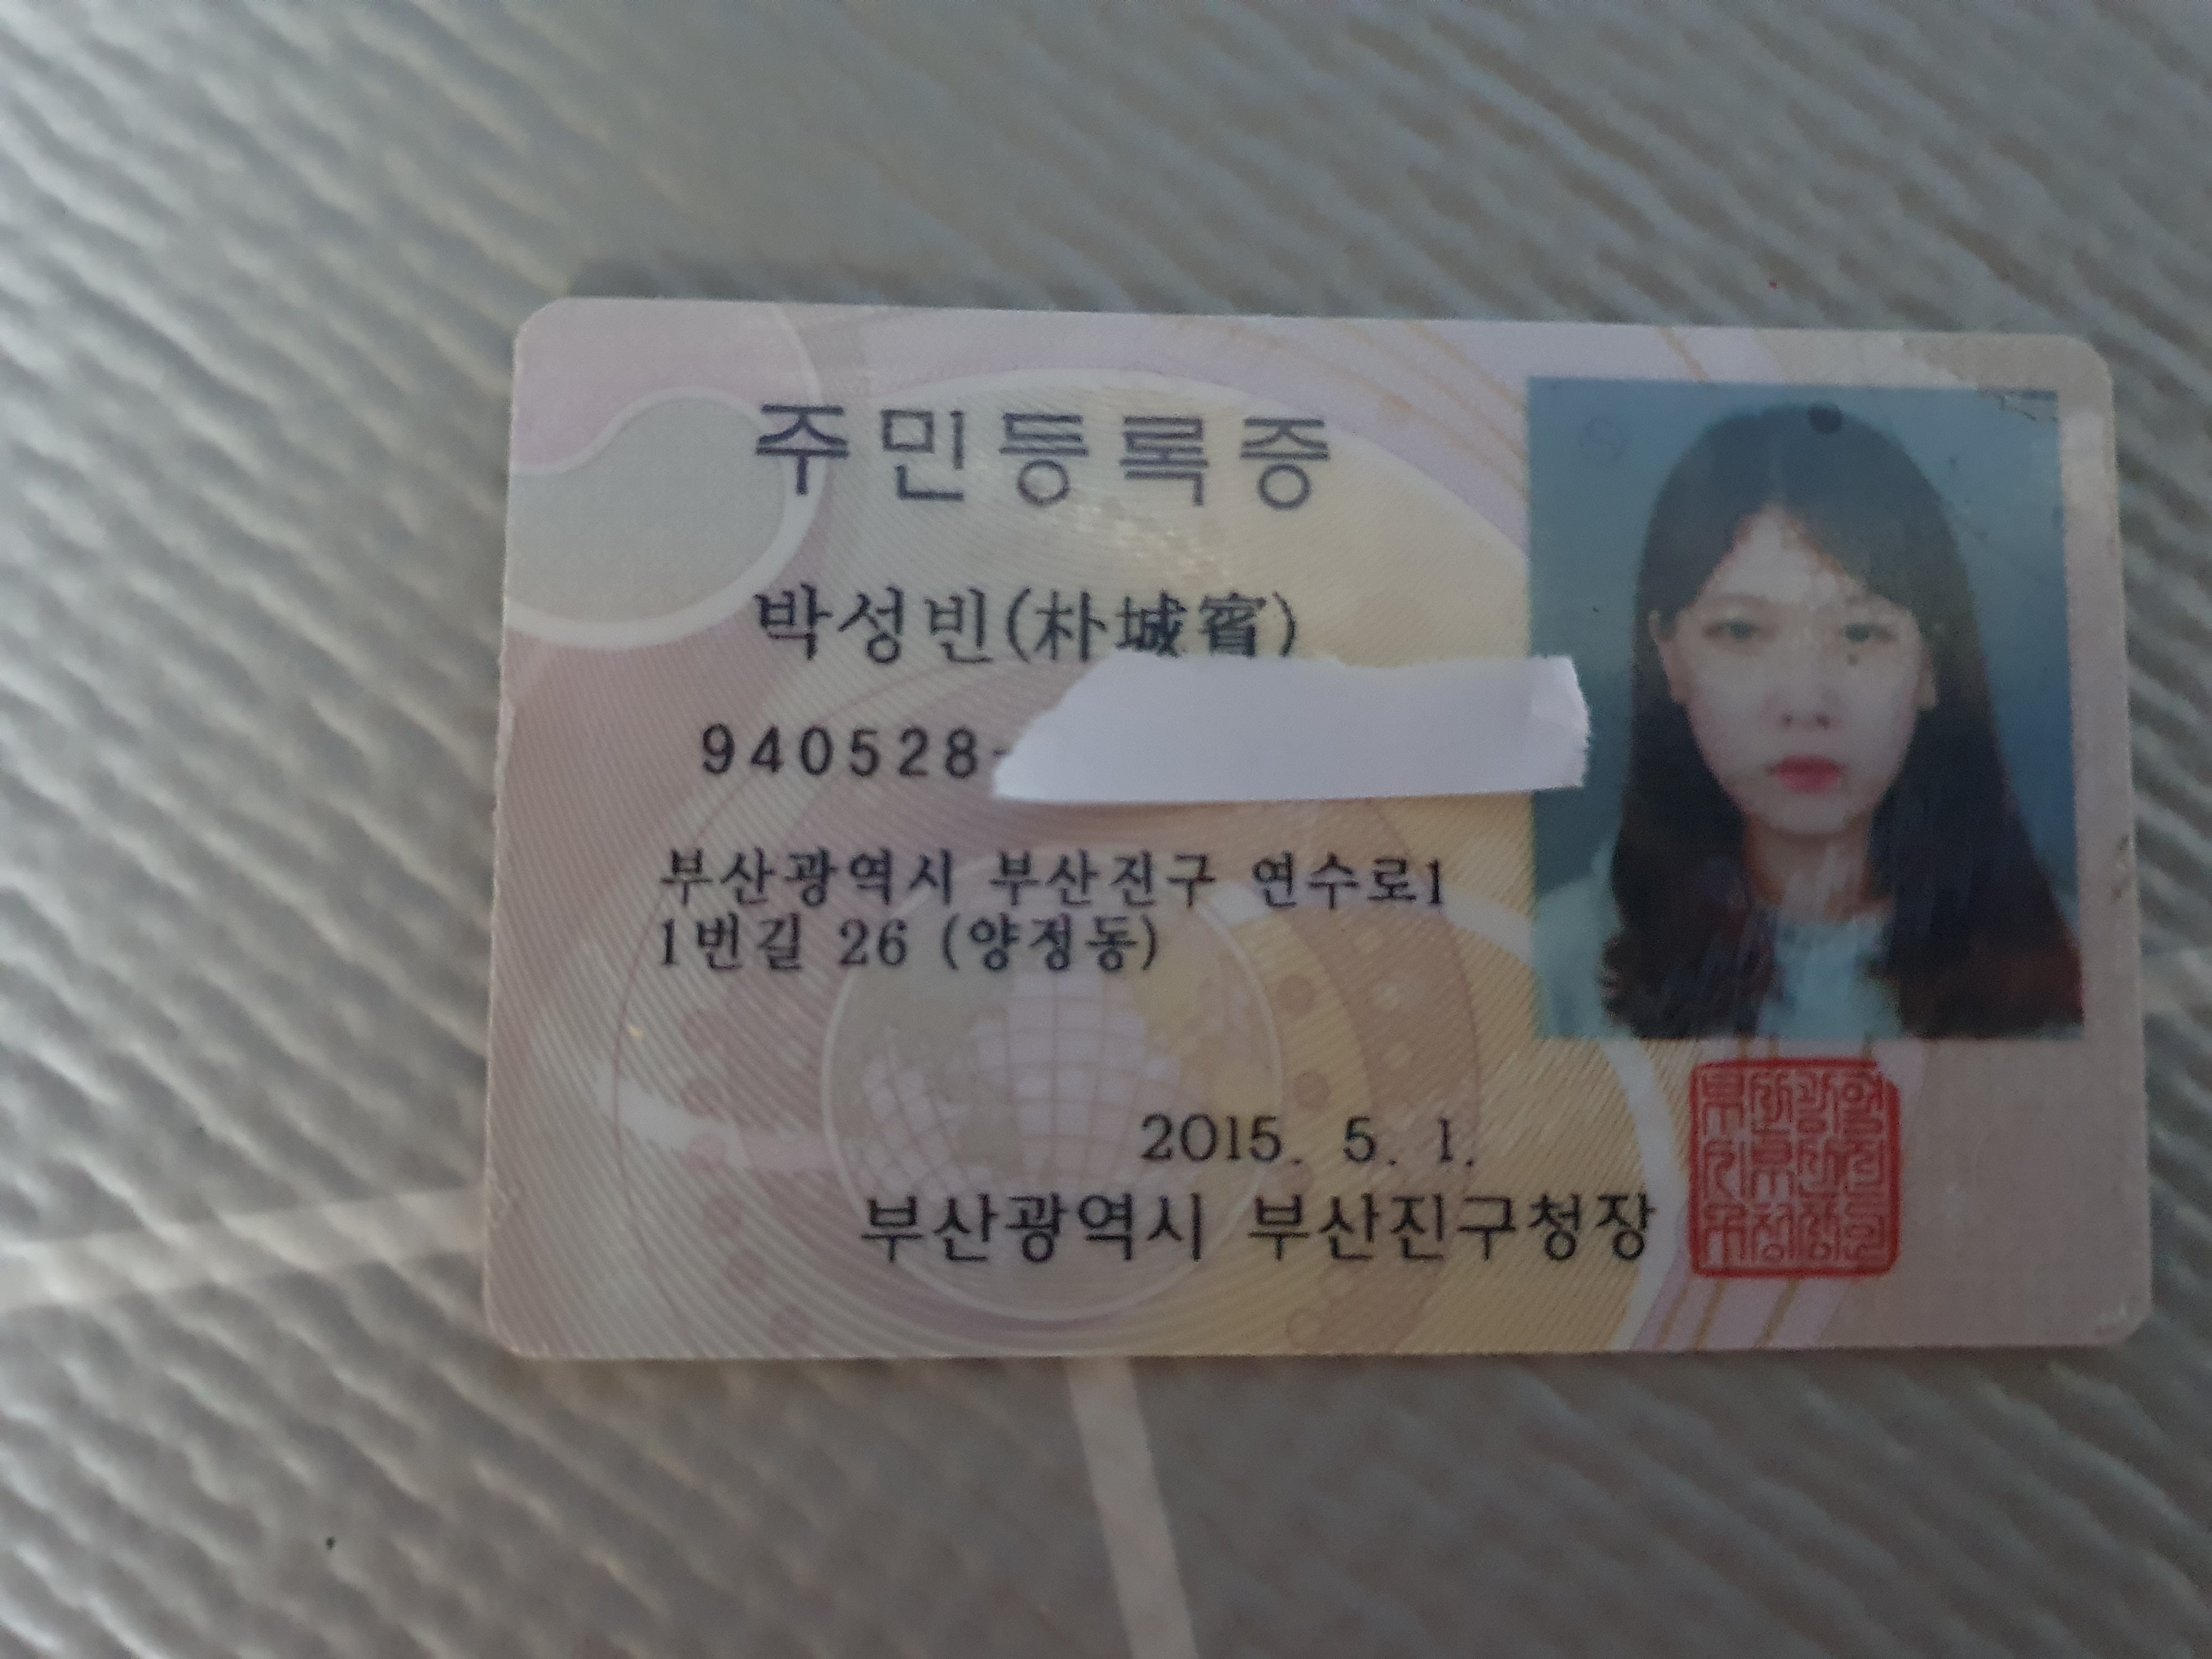 주민등록증
박성빈(朴城賓)
940528-
부산광역시 부산진구 연수로1
1번길 26 (양정동)
2015. 5. 1.
부산광역시 부산진구청장